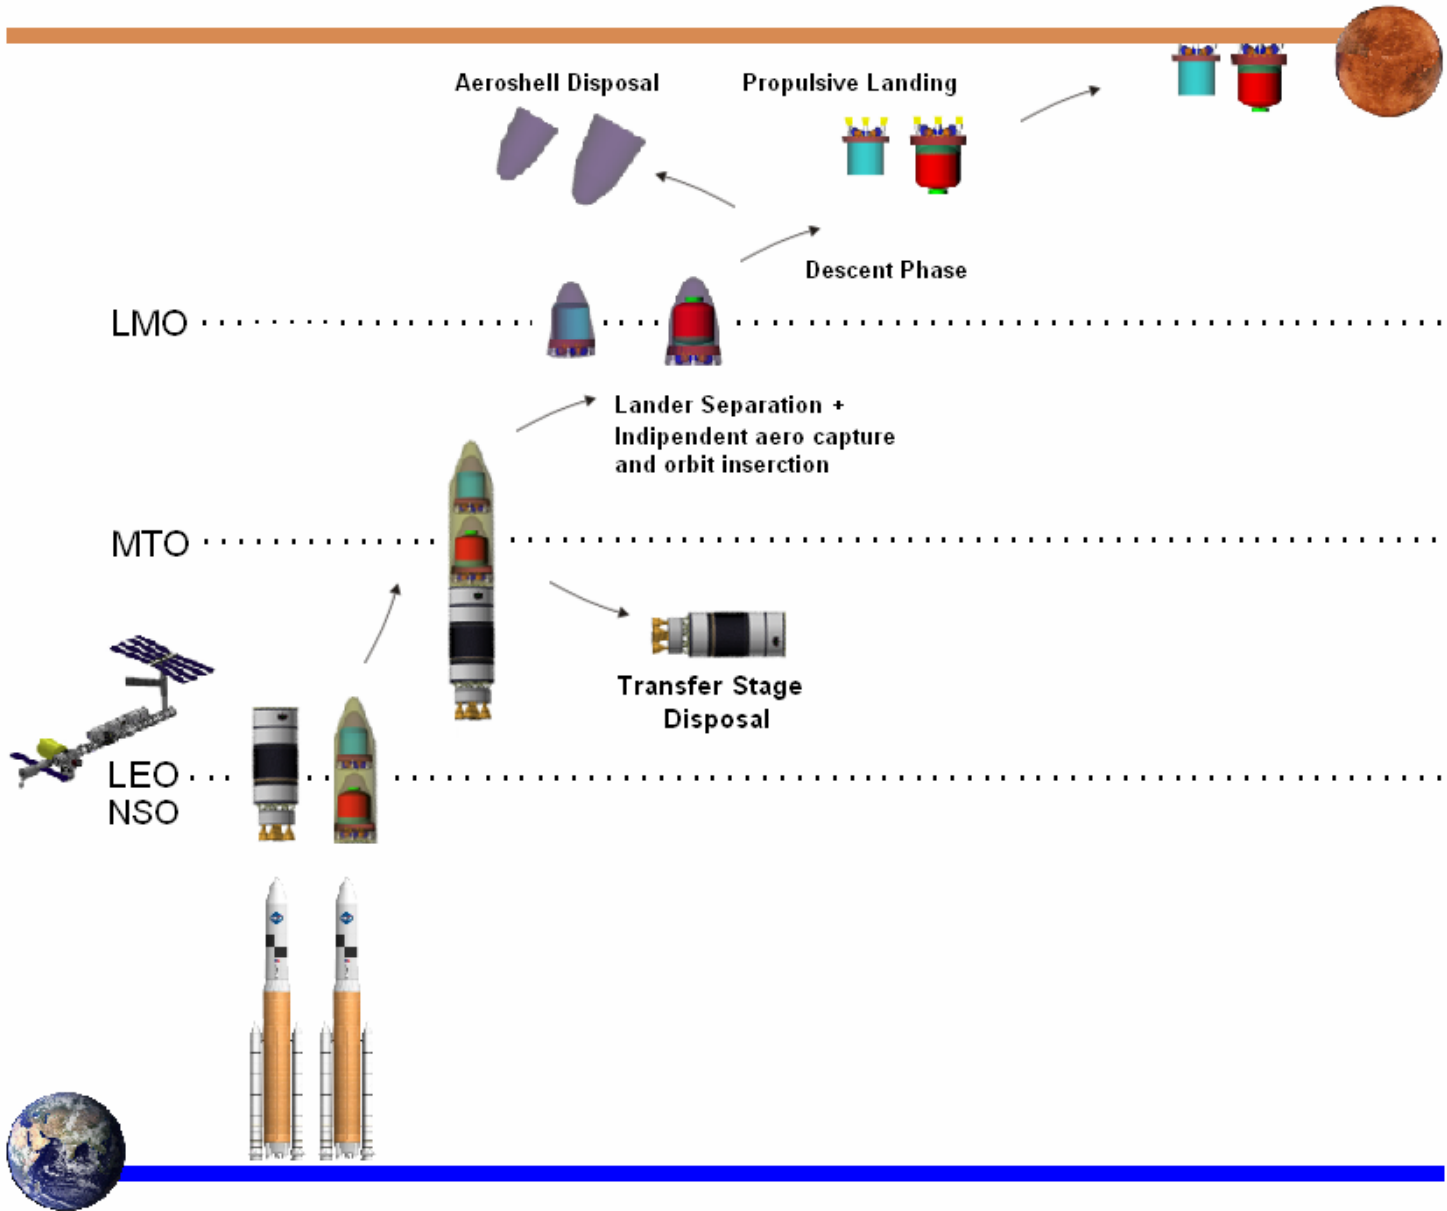 Aeroshell Disposal
Propulsive Landing
Descent Phase
LMO
Lander Separation +
Indipendent aero capture
and orbit inserction
MTO
Transfer Stage
Disposal
LEO
NSO